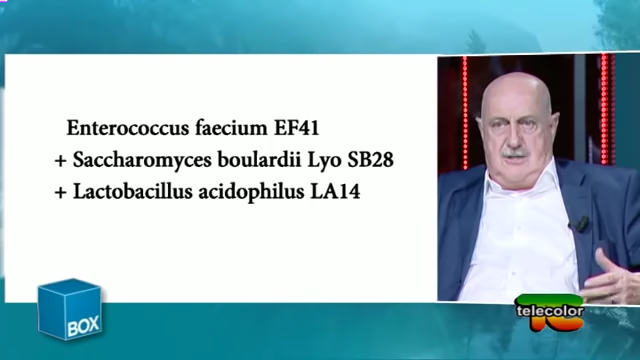 Enterococcus faecium EF41
+ Saccharomyces boulardii Lyo SB28
+ Lactobacillus acidophilus LA14
BOX
telecolor